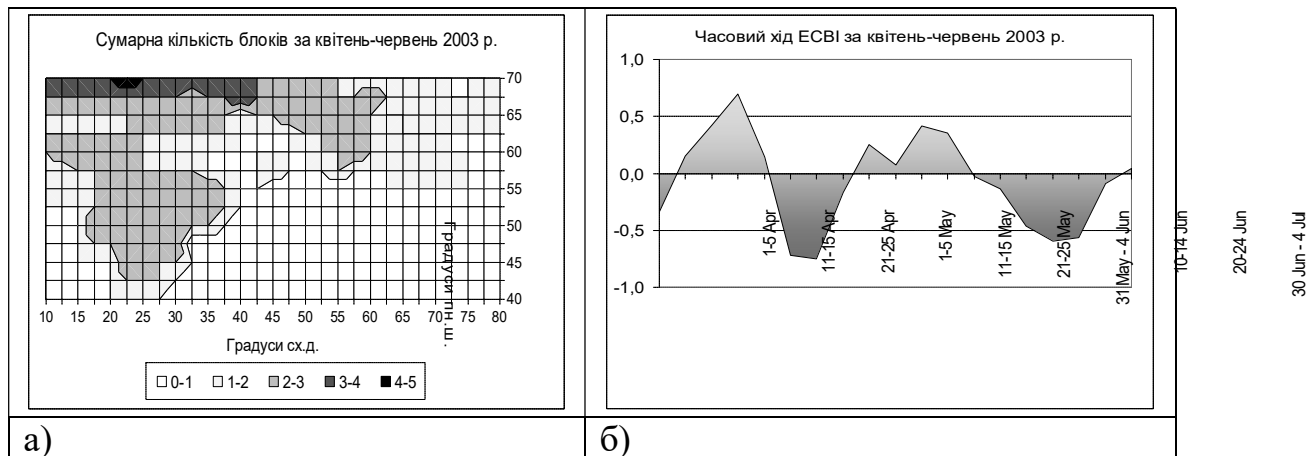 Сумарна кількість блоків за квітень-червень 2003 р.
70
65
60
55
50
45
40
Градуси пн.ш.
10 15 20 25 30 35 40 45 50 55 60 65 70 75 80
Градуси сх.д.
0-1 1-2 2-3 3-4 4-5
а)
Часовий хід ЕСВІ за квітень-червень 2003 р.
1,0
0,5
0,0
-0,5
-1,0
1-5 Apr
11-15 Apr
21-25 Apr
1-5 May
11-15 May
21-25 May
31 May - 4 Jun
10-14 Jun
20-24 Jun
30 Jun - 4 Jul
б)